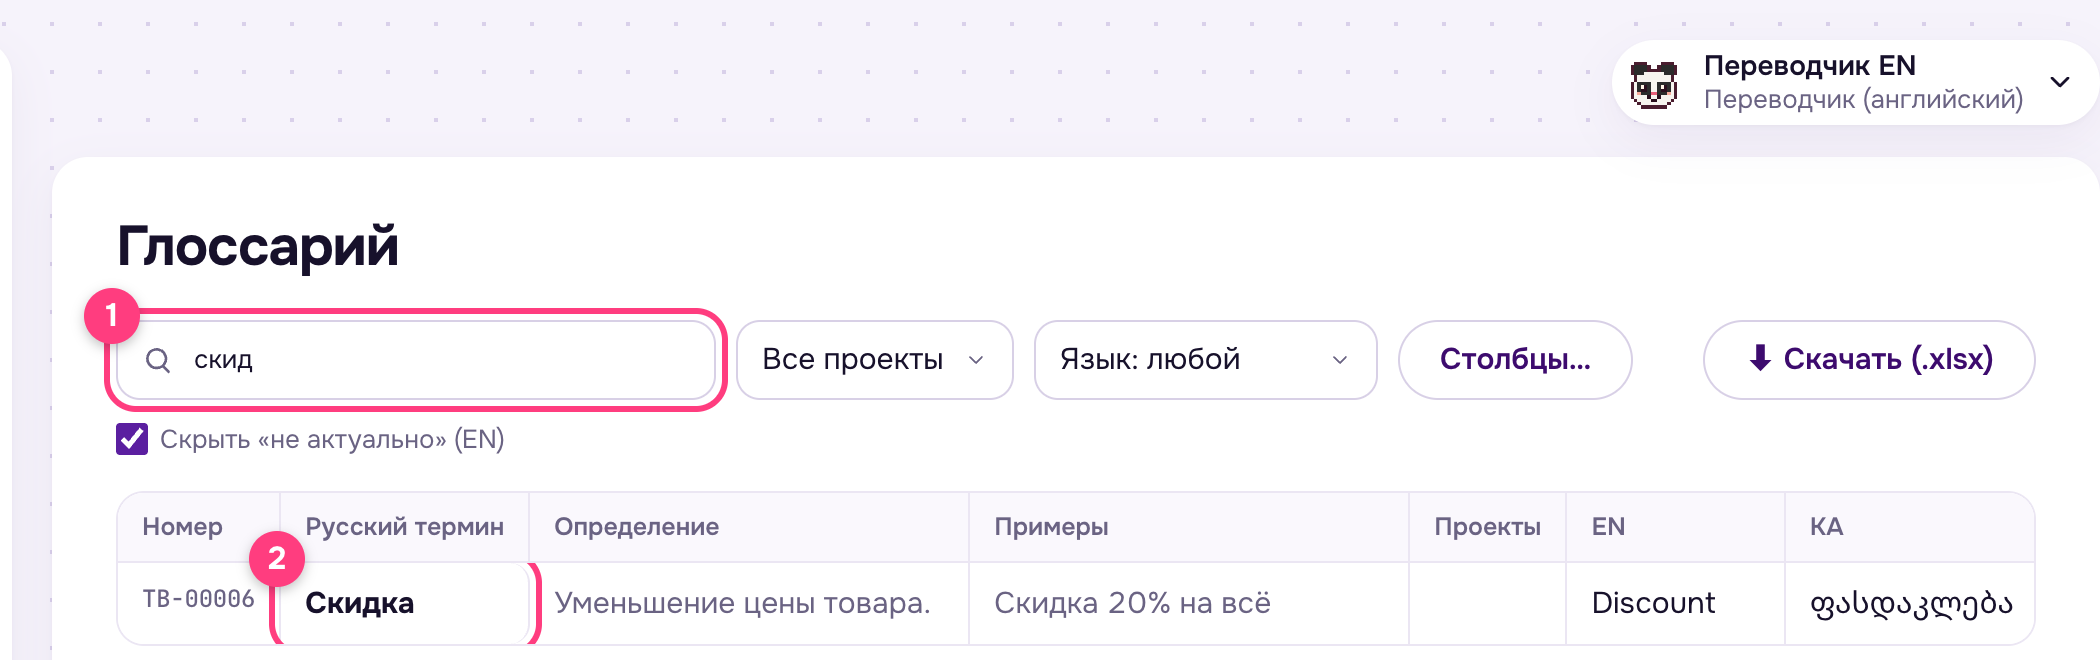 Переводчик EN
Переводчик (английский)
Глоссарий
1
скид
Все проекты
Язык: любой
Столбцы...
Скачать (.xlsx)
Скрыть «не актуально» (EN)
Номер
Русский термин
Определение
Примеры
Проекты
EN
KA
2
TB-00006
Скидка
Уменьшение цены товара.
Скидка 20% на всё
Discount
ფასდაკლება